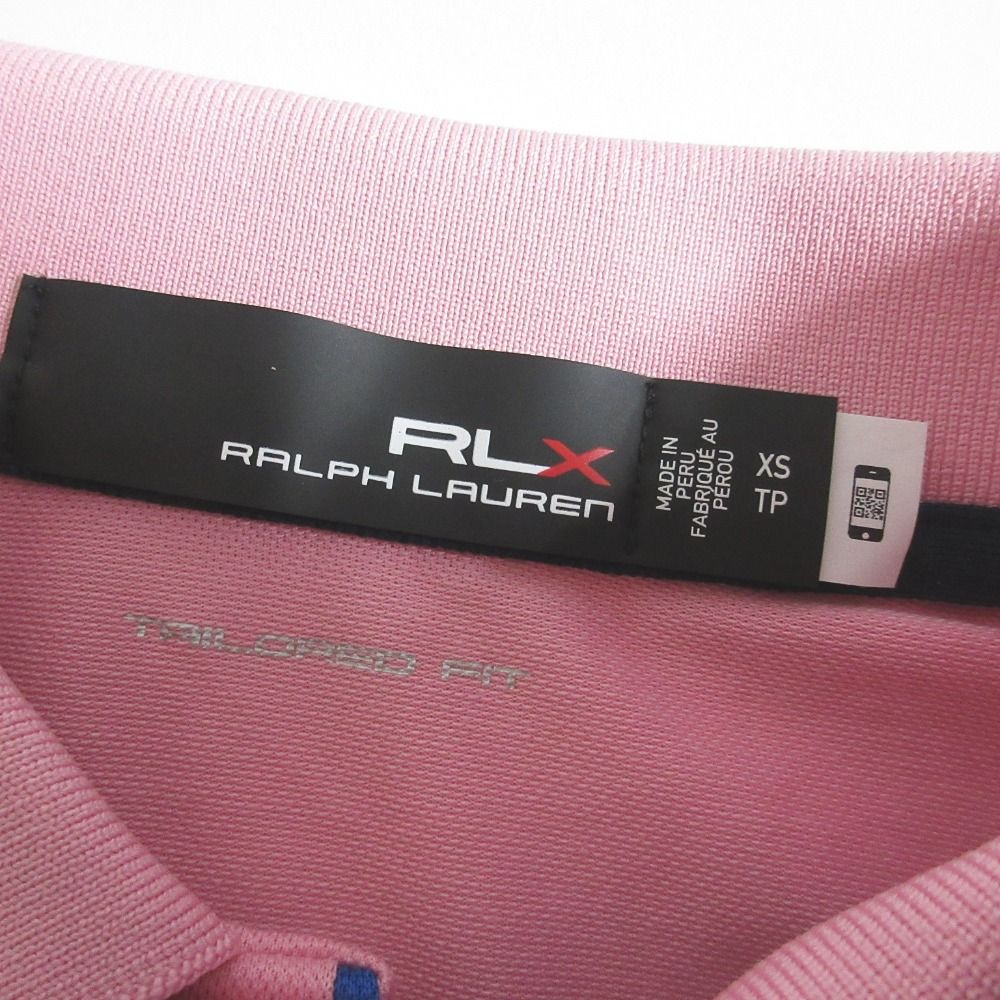 RLX
RALPH LAUREN
MADE IN
PERU
FABRIQUÉ AU
PEROU
XS
TP
TAILORED FIT